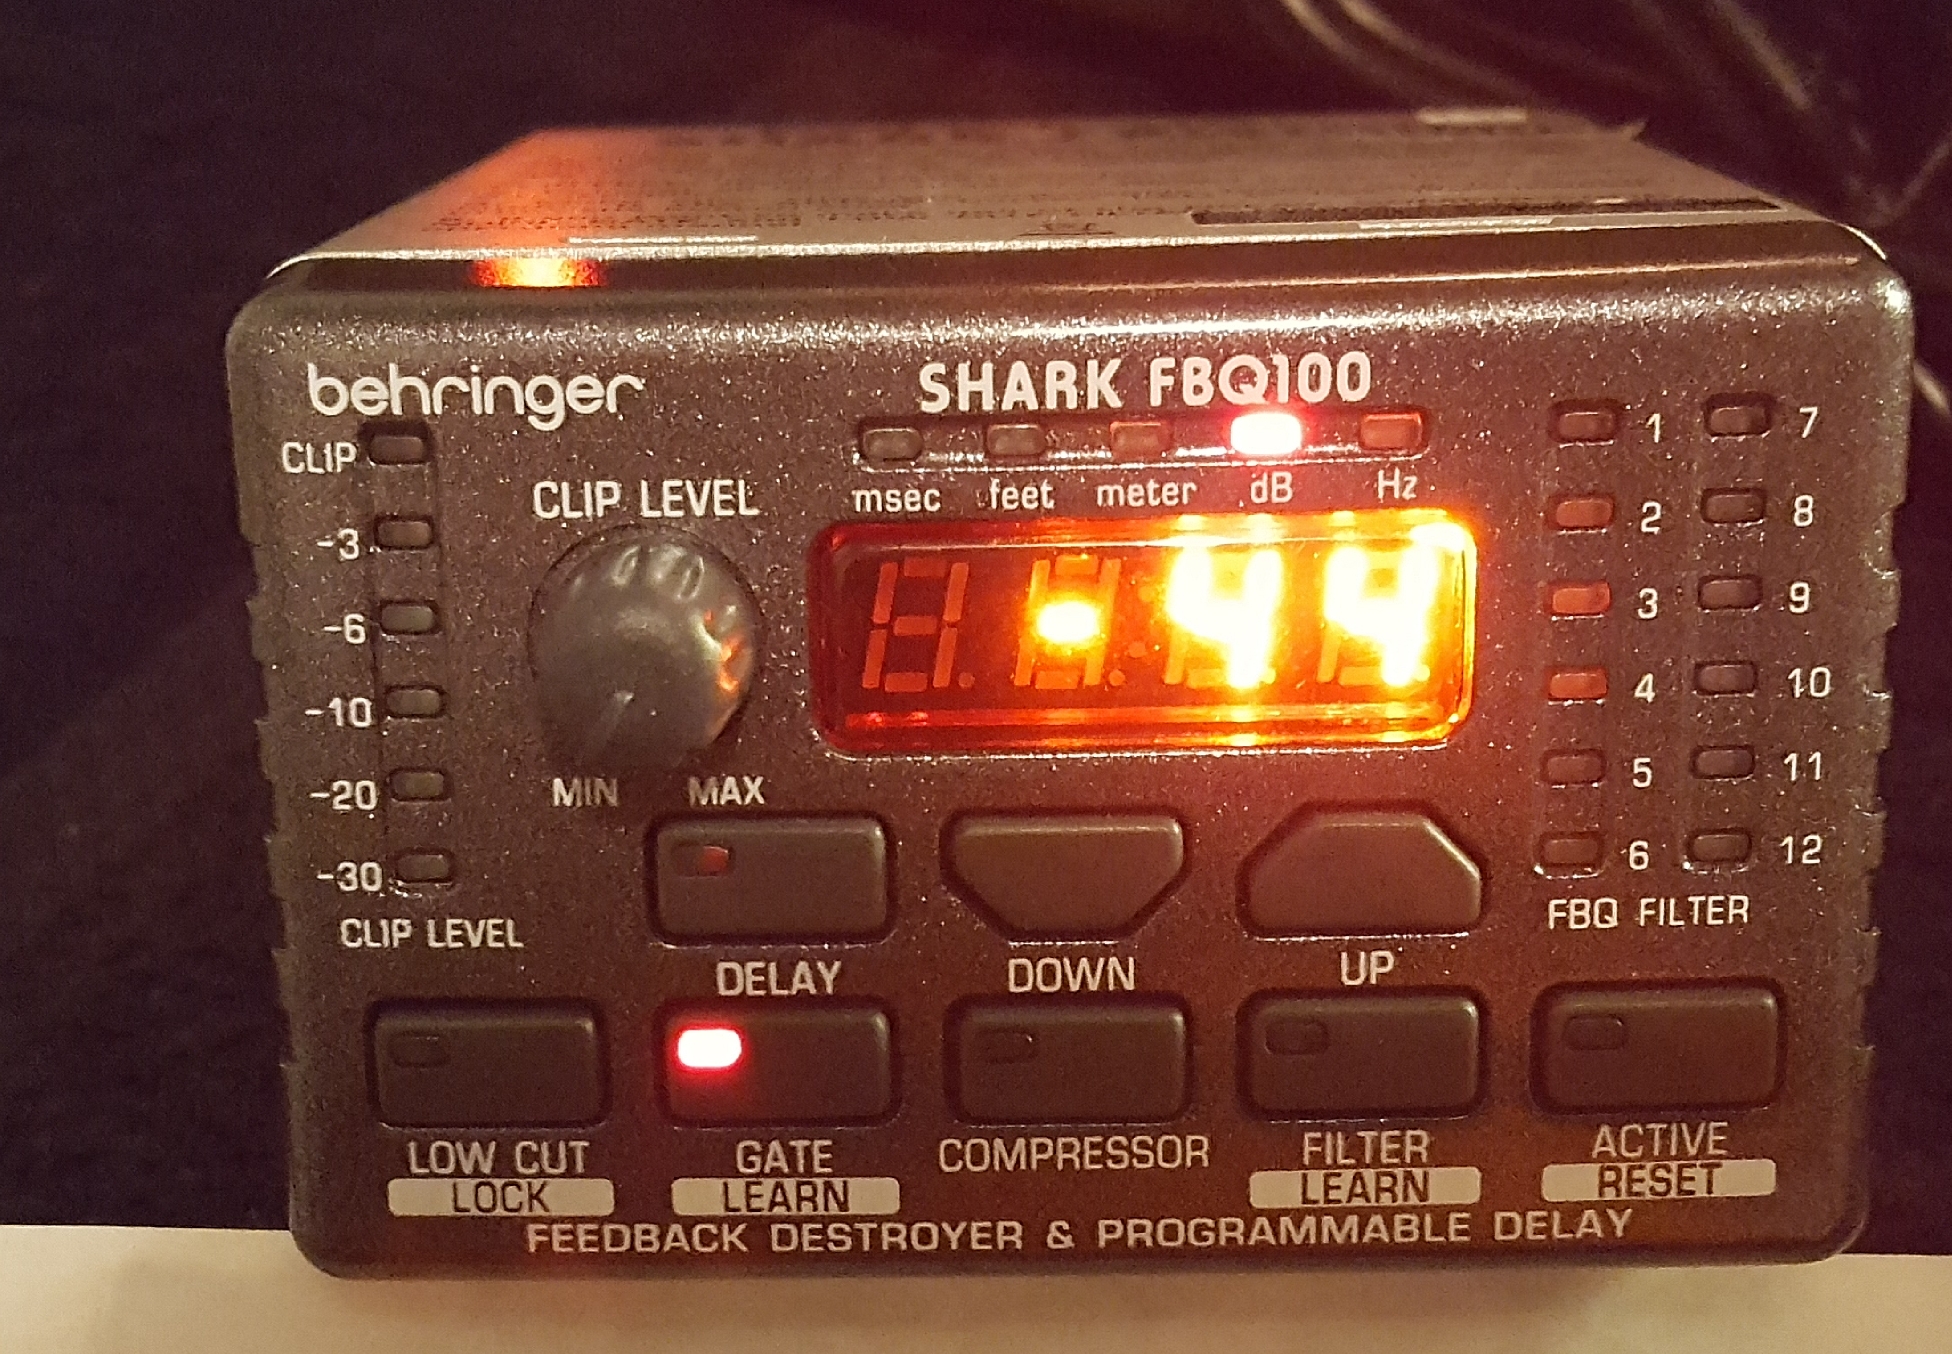 behringer
SHARK FBQ100
CLIP
-3
-6
-10
-20
-30
CLIP LEVEL
CLIP LEVEL
MIN MAX
msec feet meter dB Hz
-44
1 7
2 8
3 9
4 10
5 11
6 12
FBQ FILTER
DELAY DOWN UP
LOW CUT GATE COMPRESSOR FILTER ACTIVE
LOCK LEARN LEARN RESET
FEEDBACK DESTROYER & PROGRAMMABLE DELAY